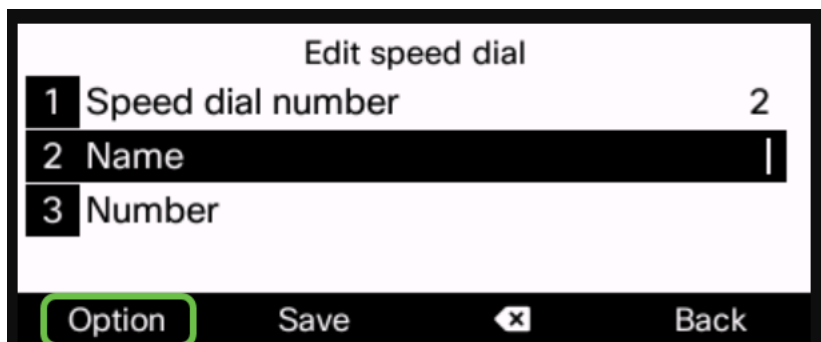 Edit speed dial
1 Speed dial number 2
2 Name
3 Number
Option Save Back